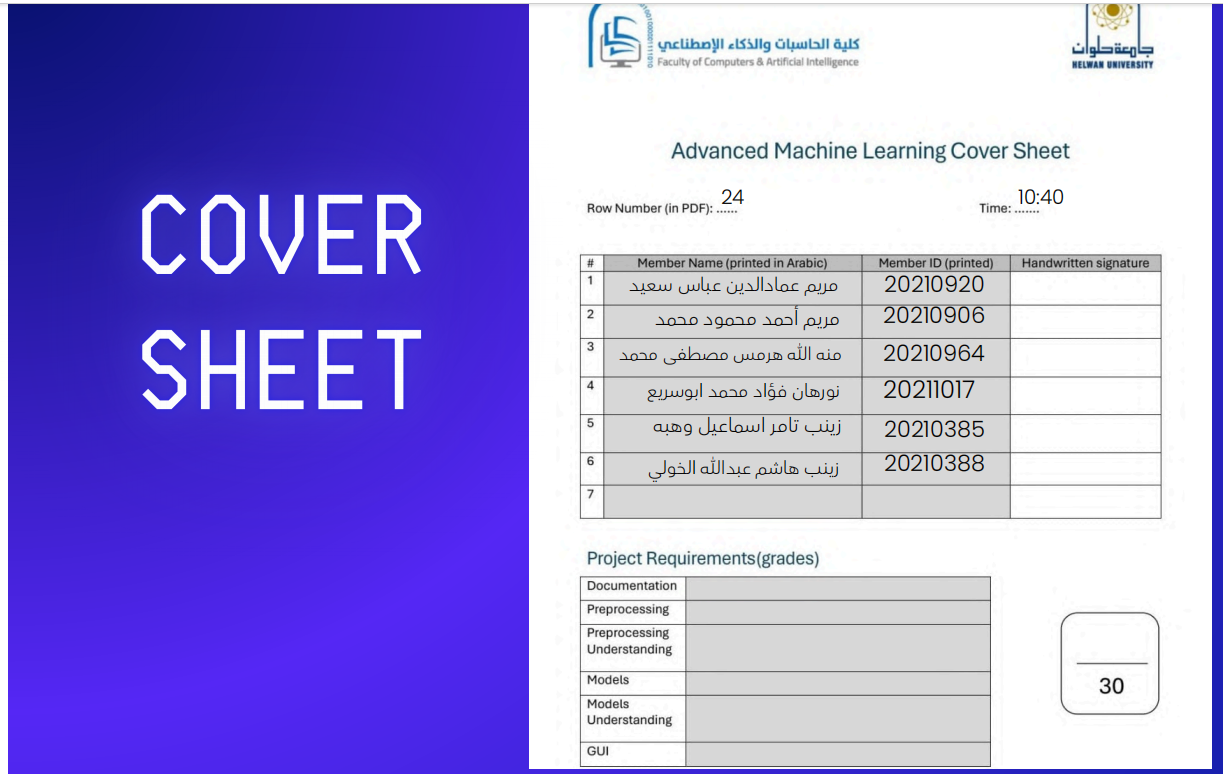 COVER
SHEET
كلية الحاسبات والذكاء الإصطناعي
Faculty of Computers & Artificial Intelligence
جامعة حلوان
HELWAN UNIVERSITY
Advanced Machine Learning Cover Sheet
Row Number (in PDF): ...... 24
Time: ....... 10:40
# Member Name (printed in Arabic) Member ID (printed) Handwritten signature
1 مريم عمادالدين عباس سعيد 20210920
2 مريم أحمد محمود محمد 20210906
3 منه الله هرمس مصطفى محمد 20210964
4 نورهان فؤاد محمد ابوسريع 20211017
5 زينب تامر اسماعيل وهبه 20210385
6 زينب هاشم عبدالله الخولي 20210388
7
Project Requirements(grades)
Documentation
Preprocessing
Preprocessing
Understanding
Models
Models
Understanding
GUI
30